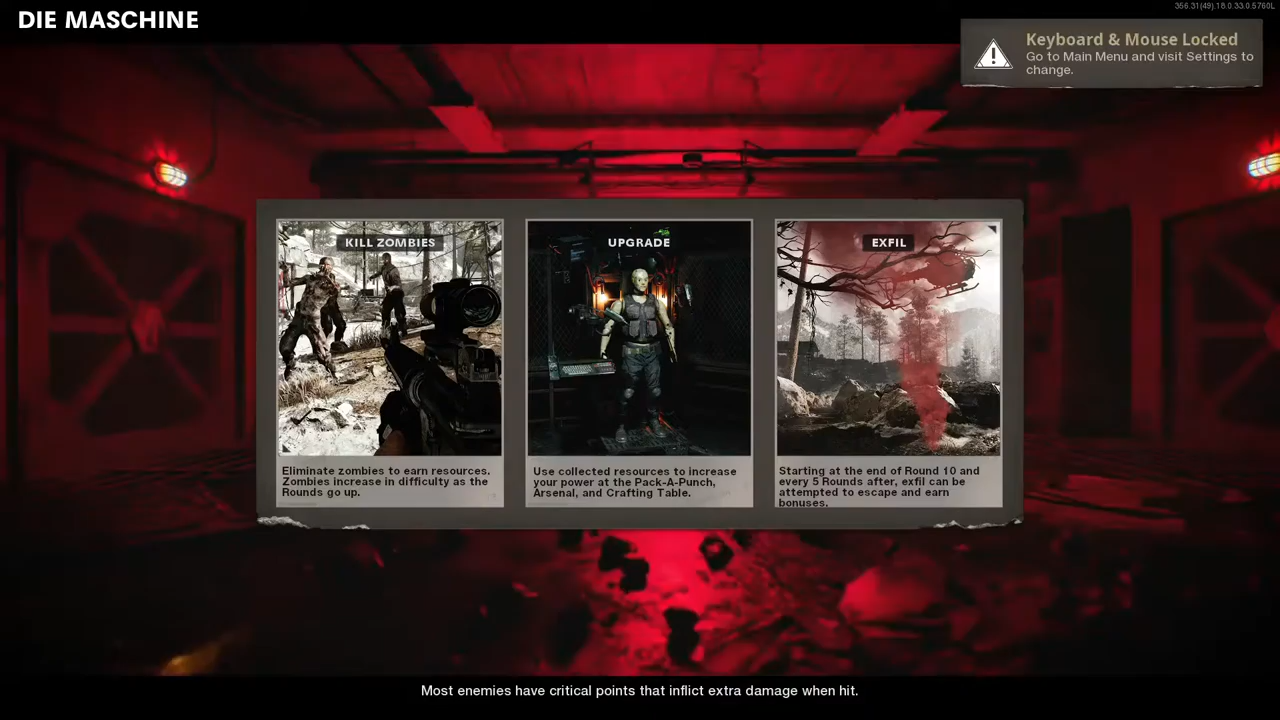 356.31(49).18.0.33.0.5760L
DIE MASCHINE
Keyboard & Mouse Locked
Go to Main Menu and visit Settings to
change.
KILL ZOMBIES
Eliminate zombies to earn resources.
Zombies increase in difficulty as the
Rounds go up.
UPGRADE
Use collected resources to increase
your power at the Pack-A-Punch,
Arsenal, and Crafting Table.
EXFIL
Starting at the end of Round 10 and
every 5 Rounds after, exfil can be
attempted to escape and earn
bonuses.
Most enemies have critical points that inflict extra damage when hit.